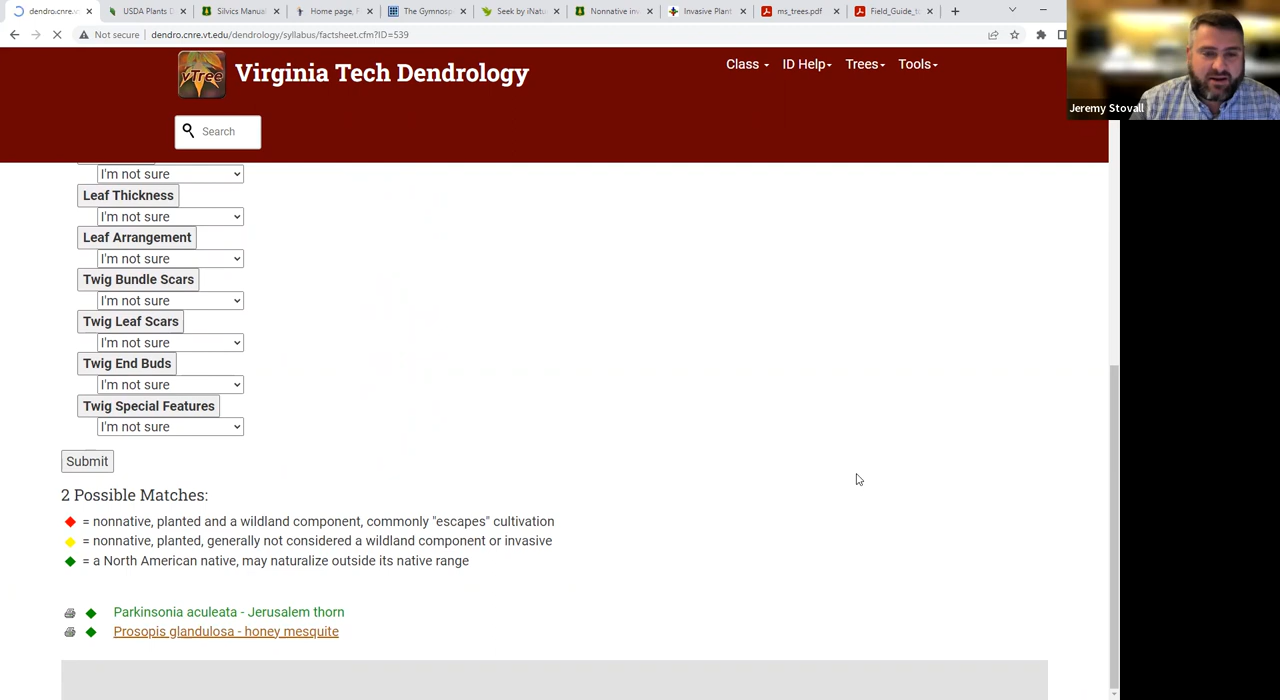 dendro.cnre.v
USDA Plants D
Silvics Manual
Home page, F
The Gymnosp
Seek by iNatu
Nonnative inv
Invasive Plant
ms_trees.pdf
Field_Guide_to
Not secure
dendro.cnre.vt.edu/dendrology/syllabus/factsheet.cfm?ID=539
vTree
Virginia Tech Dendrology
Class
ID Help
Trees
Tools
Jeremy Stovall
Search
I'm not sure
Leaf Thickness
I'm not sure
Leaf Arrangement
I'm not sure
Twig Bundle Scars
I'm not sure
Twig Leaf Scars
I'm not sure
Twig End Buds
I'm not sure
Twig Special Features
I'm not sure
Submit
2 Possible Matches:
= nonnative, planted and a wildland component, commonly "escapes" cultivation
= nonnative, planted, generally not considered a wildland component or invasive
= a North American native, may naturalize outside its native range
Parkinsonia aculeata - Jerusalem thorn
Prosopis glandulosa - honey mesquite